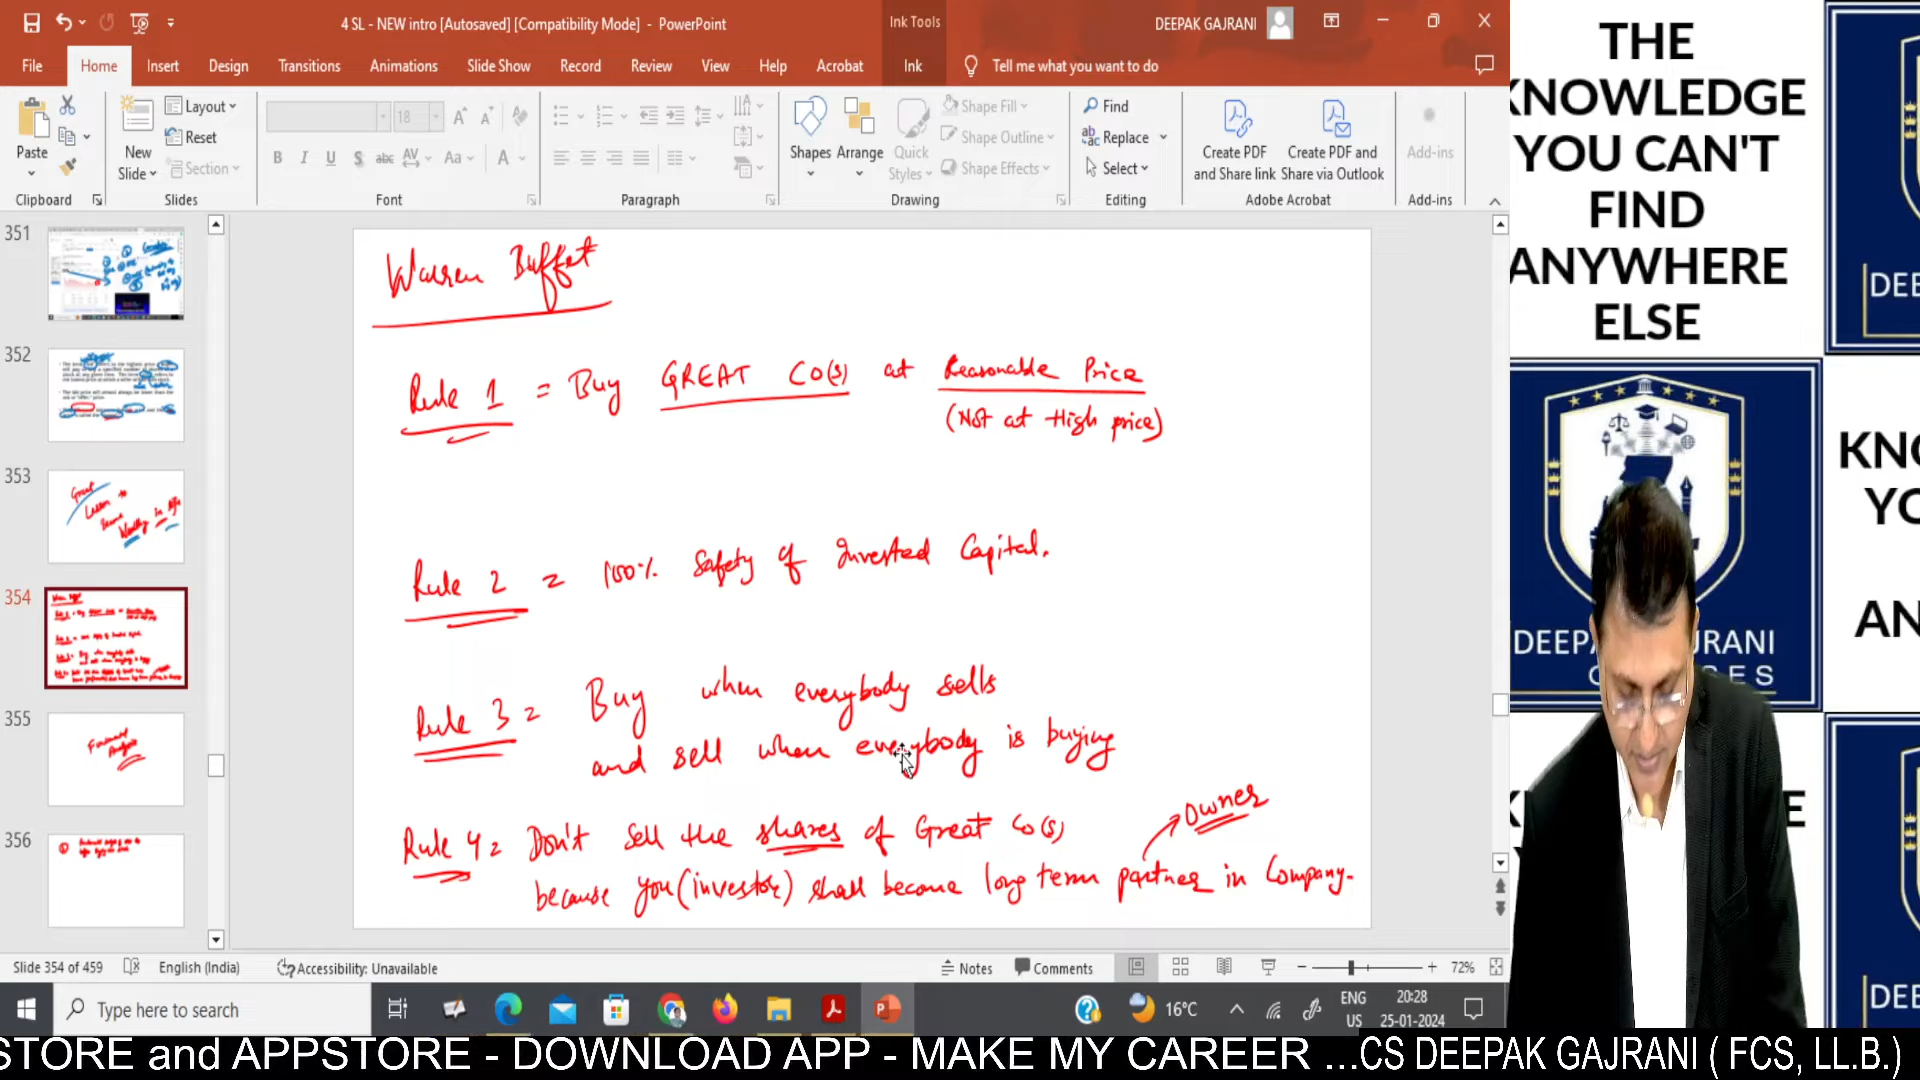 4 SL - NEW intro [Autosaved] [Compatibility Mode] - PowerPoint
Ink Tools
DEEPAK GAJRANI
File Home Insert Design Transitions Animations Slide Show Record Review View Help Acrobat Ink Tell me what you want to do
Paste
Clipboard
New Slide
Layout
Reset
Section
Slides
18
Font
Paragraph
Shapes
Arrange
Quick Styles
Shape Fill
Shape Outline
Shape Effects
Drawing
Find
Replace
Select
Editing
Create PDF and Share link
Create PDF and Share via Outlook
Adobe Acrobat
Add-ins
Add-ins
351
352
353
354
355
356
Warren Buffet
Rule 1 = Buy GREAT Co(s) at Reasonable Price
(Not at High price)
Rule 2 = 100% Safety of Invested Capital.
Rule 3 = Buy when everybody sells
and sell when everybody is buying
Owner
Rule 4 = Don't sell the shares of Great Co(s)
because you (investor) shall become long term partner in Company.
Slide 354 of 459
English (India)
Accessibility: Unavailable
Notes
Comments
72%
Type here to search
16°C
ENG
US
20:28
25-01-2024
THE
KNOWLEDGE
YOU CAN'T
FIND
ANYWHERE
ELSE
DEE
KNO
YO
AN
DEEP JRANI
ES
DEE
STORE and APPSTORE - DOWNLOAD APP - MAKE MY CAREER ...CS DEEPAK GAJRANI ( FCS, LL.B.)